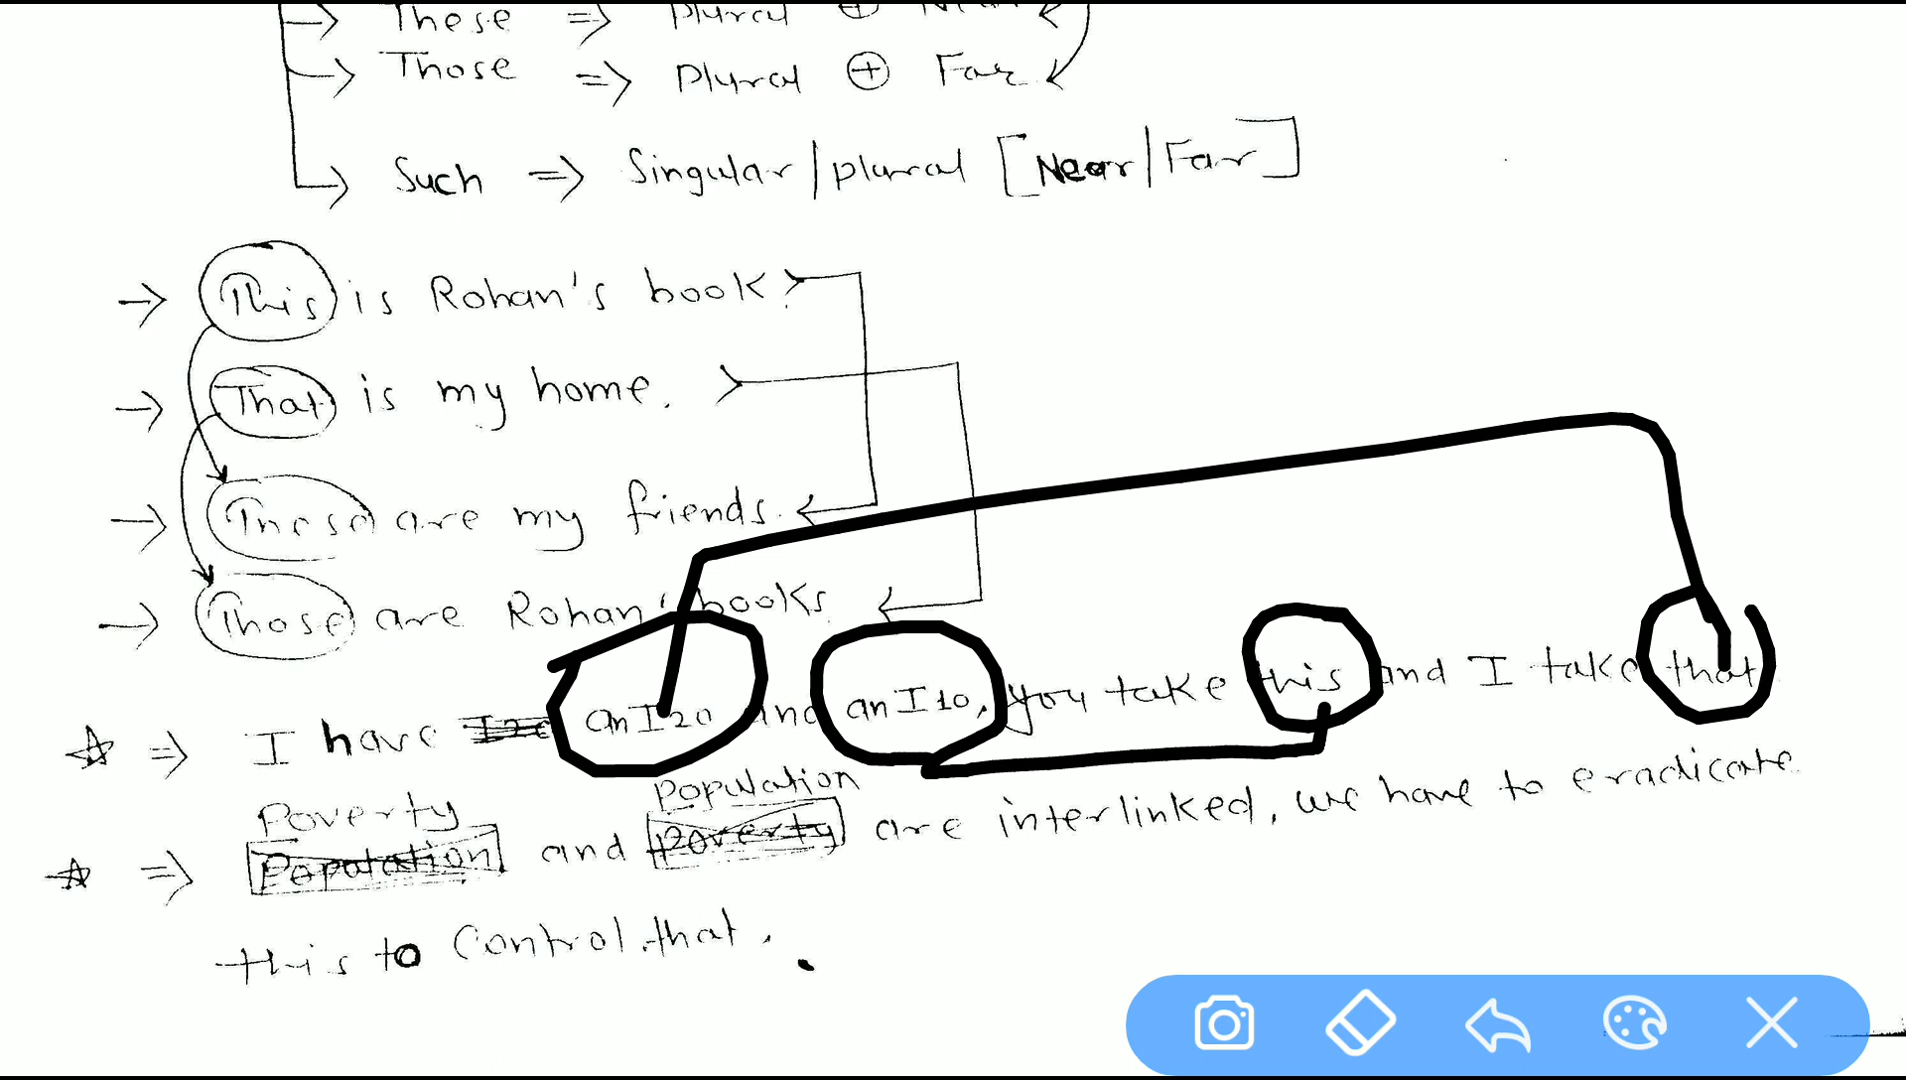 → These ⇒ Plural ⊕ Near
→ Those ⇒ Plural ⊕ Far
→ Such ⇒ Singular/plural [Near/Far]
→ This is Rohan's book.
→ That is my home.
→ These are my friends.
→ Those are Rohan's books.
☆ ⇒ I have an I20 and an I10, you take this and I take that
Poverty Population
☆ ⇒ Population and Poverty are interlinked, we have to eradicate
this to Control that.